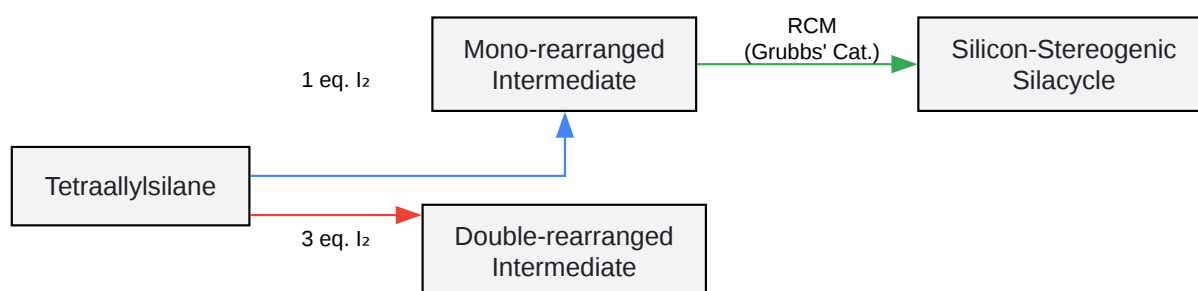 Mono-rearranged
Intermediate
RCM
(Grubbs' Cat.)
Silicon-Stereogenic
Silacycle
1 eq. I₂
Tetraallylsilane
3 eq. I₂
Double-rearranged
Intermediate